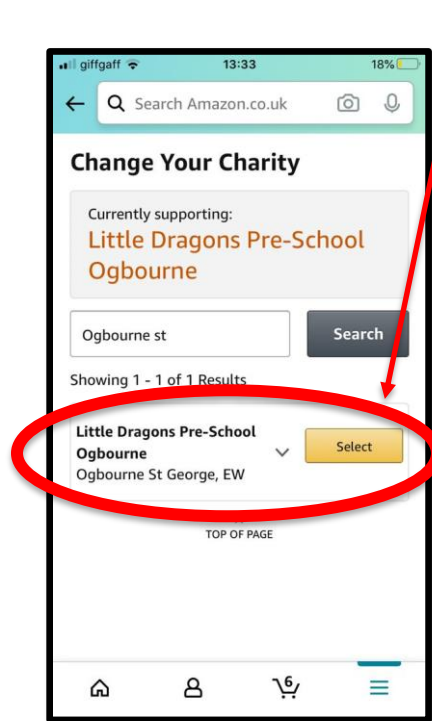 giffgaff 13:33 18%
Search Amazon.co.uk
Change Your Charity
Currently supporting:
Little Dragons Pre-School
Ogbourne
Ogbourne st Search
Showing 1 - 1 of 1 Results
Little Dragons Pre-School
Ogbourne
Ogbourne St George, EW
Select
TOP OF PAGE
6